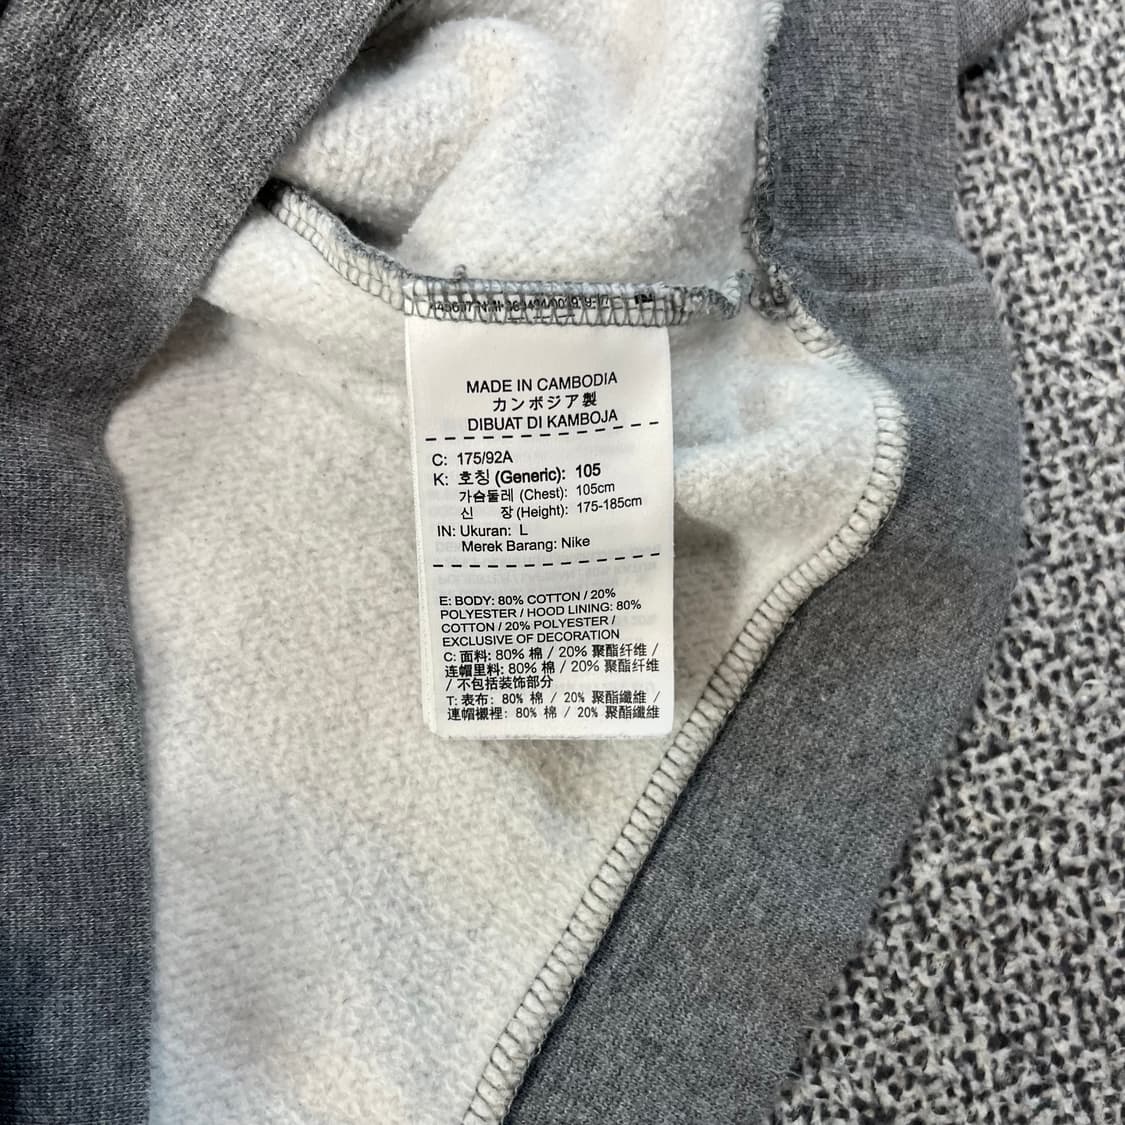 MADE IN CAMBODIA
カンボジア製
DIBUAT DI KAMBOJA
C: 175/92A
K: 호칭 (Generic): 105
가슴둘레 (Chest): 105cm
신 장 (Height): 175-185cm
IN: Ukuran: L
Merek Barang: Nike
E: BODY: 80% COTTON / 20%
POLYESTER / HOOD LINING: 80%
COTTON / 20% POLYESTER /
EXCLUSIVE OF DECORATION
C: 面料: 80% 棉 / 20% 聚酯纤维 /
连帽里料: 80% 棉 / 20% 聚酯纤维
/ 不包括装饰部分
T: 表布: 80% 棉 / 20% 聚酯纖維 /
連帽襯裡: 80% 棉 / 20% 聚酯纖維